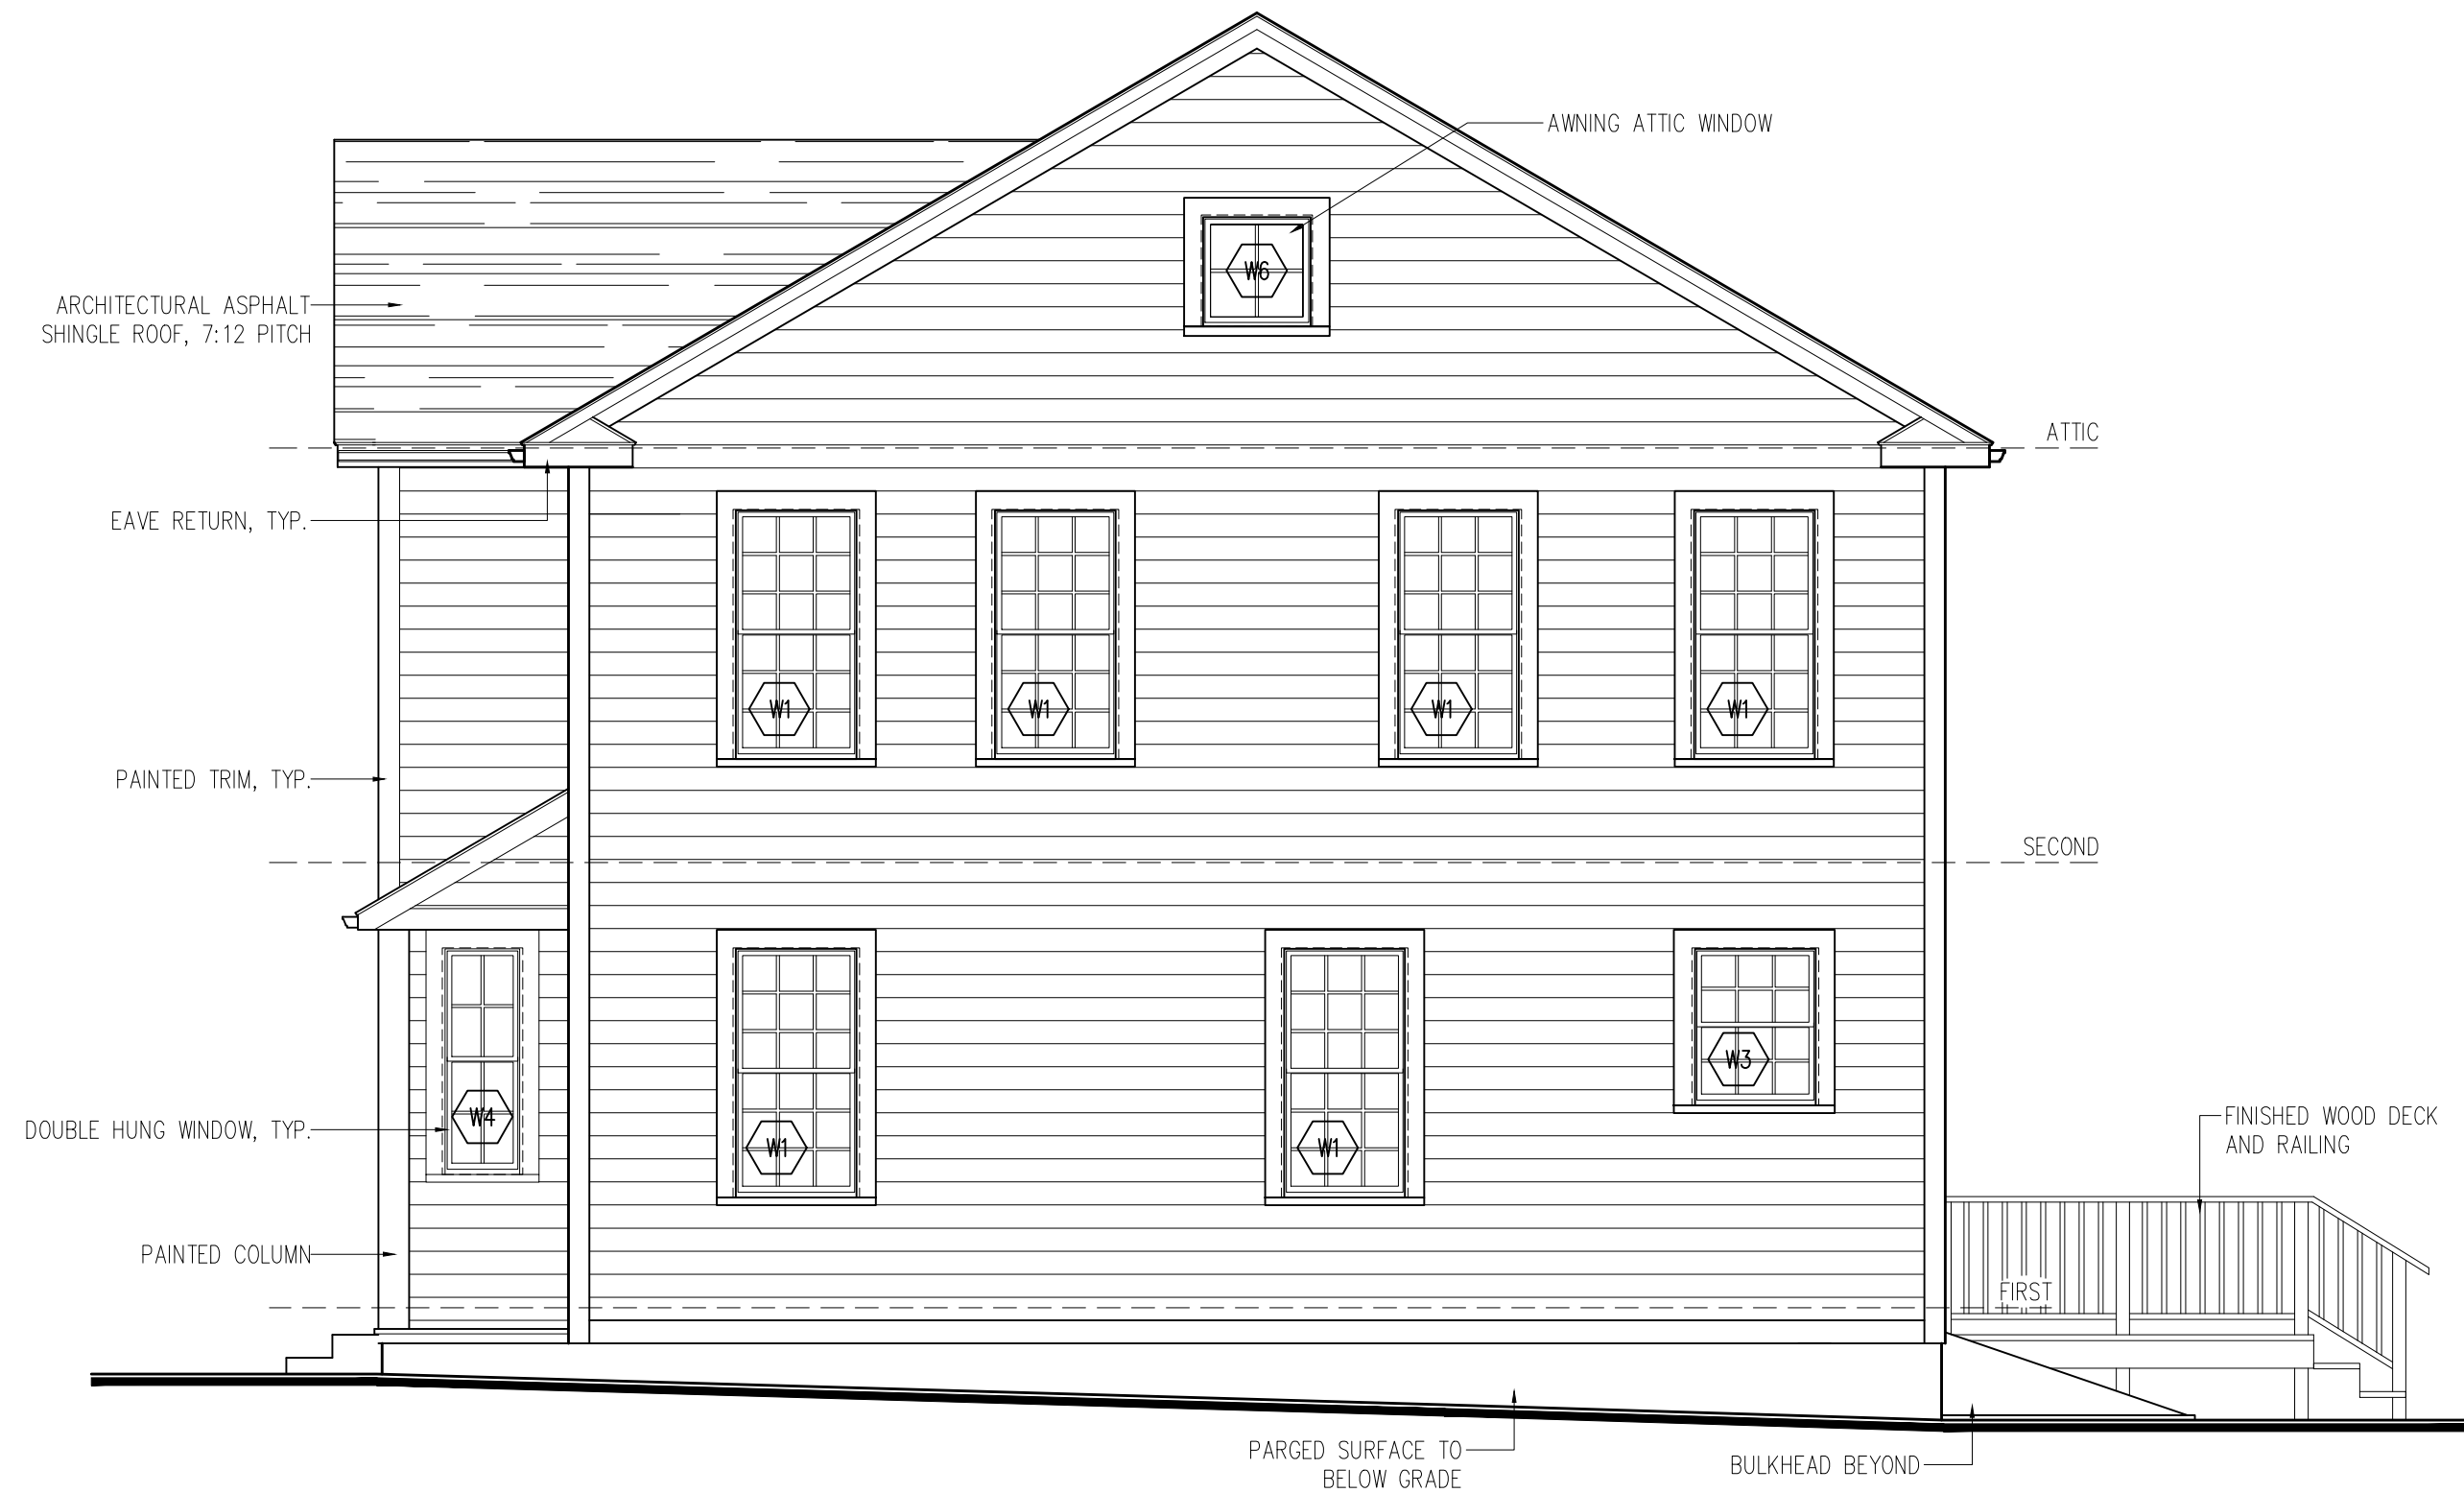 AWNING ATTIC WINDOW
W6
ARCHITECTURAL ASPHALT
SHINGLE ROOF, 7:12 PITCH
ATTIC
EAVE RETURN, TYP.
W1
W1
W1
W1
PAINTED TRIM, TYP.
SECOND
W3
W4
DOUBLE HUNG WINDOW, TYP.
W1
W1
FINISHED WOOD DECK
AND RAILING
PAINTED COLUMN
FIRST
PARGED SURFACE TO
BELOW GRADE
BULKHEAD BEYOND